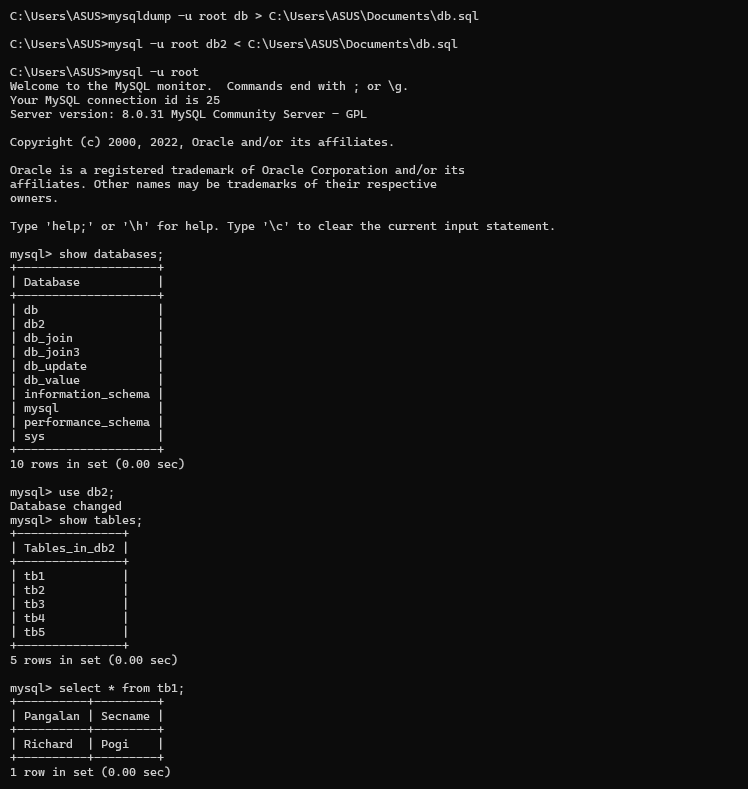 C:\Users\ASUS>mysqldump -u root db > C:\Users\ASUS\Documents\db.sql
C:\Users\ASUS>mysql -u root db2 < C:\Users\ASUS\Documents\db.sql
C:\Users\ASUS>mysql -u root
Welcome to the MySQL monitor.  Commands end with ; or \g.
Your MySQL connection id is 25
Server version: 8.0.31 MySQL Community Server - GPL
Copyright (c) 2000, 2022, Oracle and/or its affiliates.
Oracle is a registered trademark of Oracle Corporation and/or its
affiliates. Other names may be trademarks of their respective
owners.
Type 'help;' or '\h' for help. Type '\c' to clear the current input statement.
mysql> show databases;
+--------------------+
| Database           |
+--------------------+
| db                 |
| db2                |
| db_join            |
| db_join3           |
| db_update          |
| db_value           |
| information_schema |
| mysql              |
| performance_schema |
| sys                |
+--------------------+
10 rows in set (0.00 sec)
mysql> use db2;
Database changed
mysql> show tables;
+---------------+
| Tables_in_db2 |
+---------------+
| tb1           |
| tb2           |
| tb3           |
| tb4           |
| tb5           |
+---------------+
5 rows in set (0.00 sec)
mysql> select * from tb1;
+----------+---------+
| Pangalan | Secname |
+----------+---------+
| Richard  | Pogi    |
+----------+---------+
1 row in set (0.00 sec)